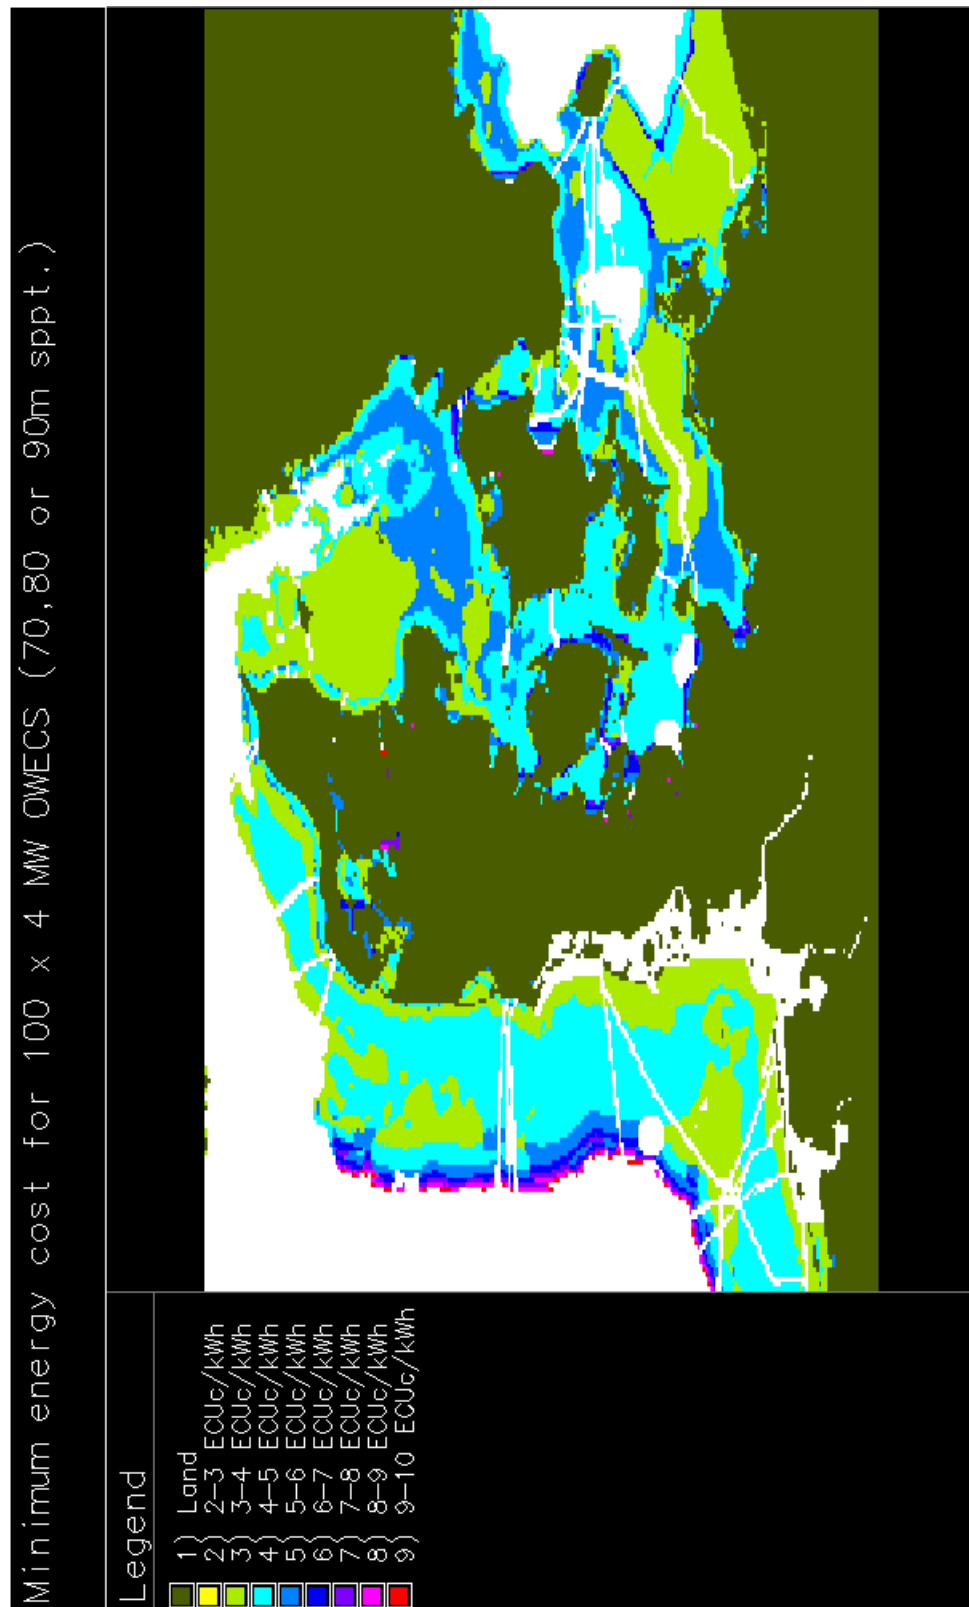 Minimum energy cost for 100 x 4 MW OWECS (70,80 or 90m sppt.)
Legend
1) Land
2) 2-3 ECUc/kWh
3) 3-4 ECUc/kWh
4) 4-5 ECUc/kWh
5) 5-6 ECUc/kWh
6) 6-7 ECUc/kWh
7) 7-8 ECUc/kWh
8) 8-9 ECUc/kWh
9) 9-10 ECUc/kWh